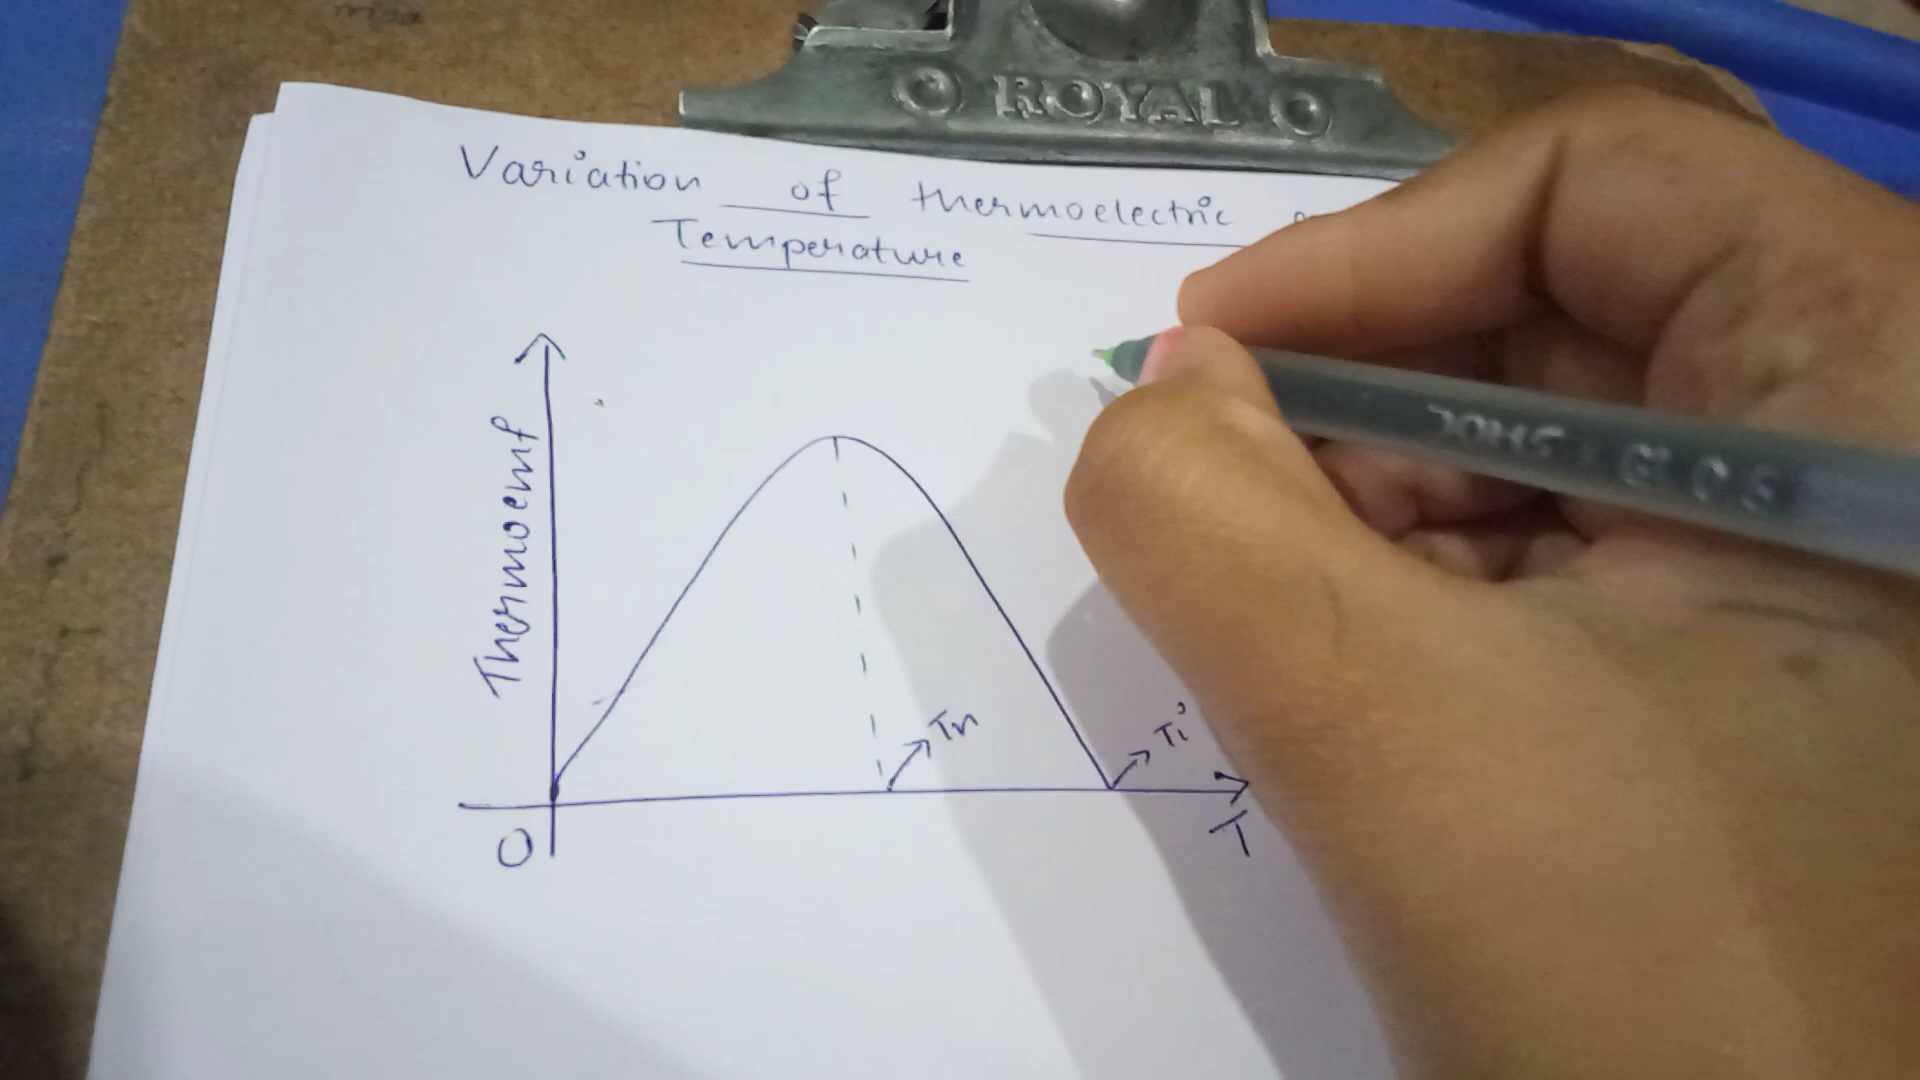 ROYAL
Variation of thermoelectric
Temperature
Thermoemf
Tn
Ti
T
O